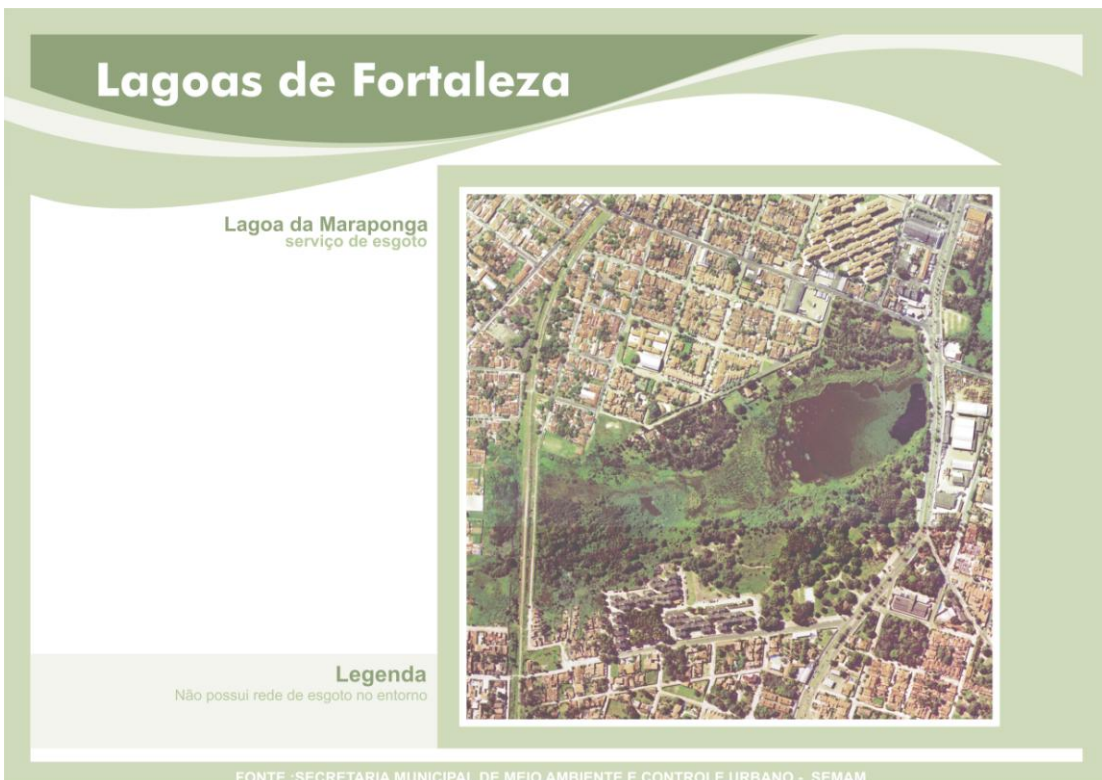 Lagoas de Fortaleza
Lagoa da Maraponga
serviço de esgoto
Legenda
Não possui rede de esgoto no entorno
FONTE :SECRETARIA MUNICIPAL DE MEIO AMBIENTE E CONTROLE URBANO - SEMAM